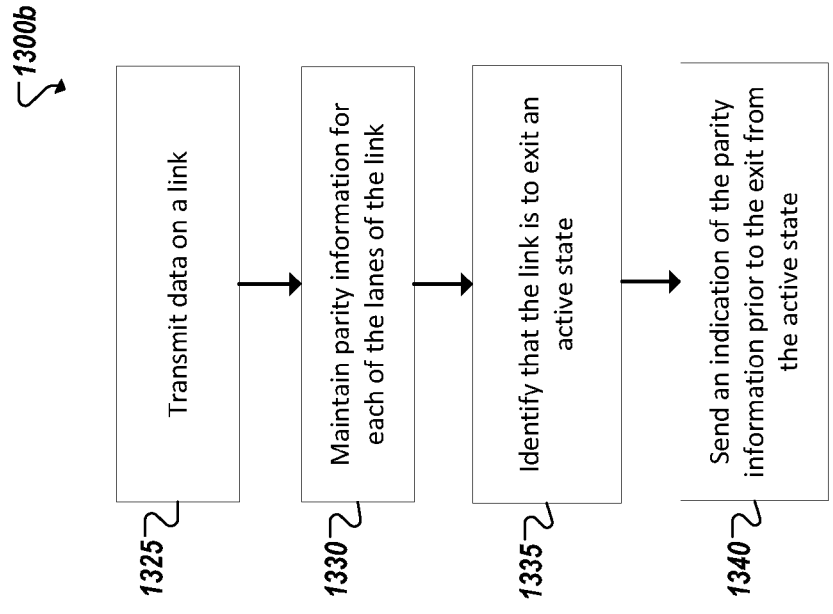 1300b
1325
Transmit data on a link
1330
Maintain parity information for
each of the lanes of the link
1335
Identify that the link is to exit an
active state
1340
Send an indication of the parity
information prior to the exit from
the active state